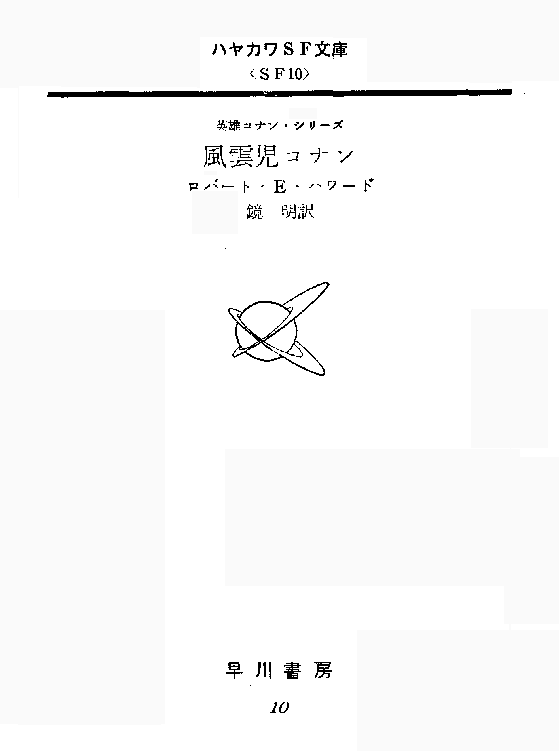 ハヤカワSF文庫
〈SF10〉
英雄コナン・シリーズ
風雲児コナン
ロバート・E・ハワード
鏡 明訳
早川書房
10